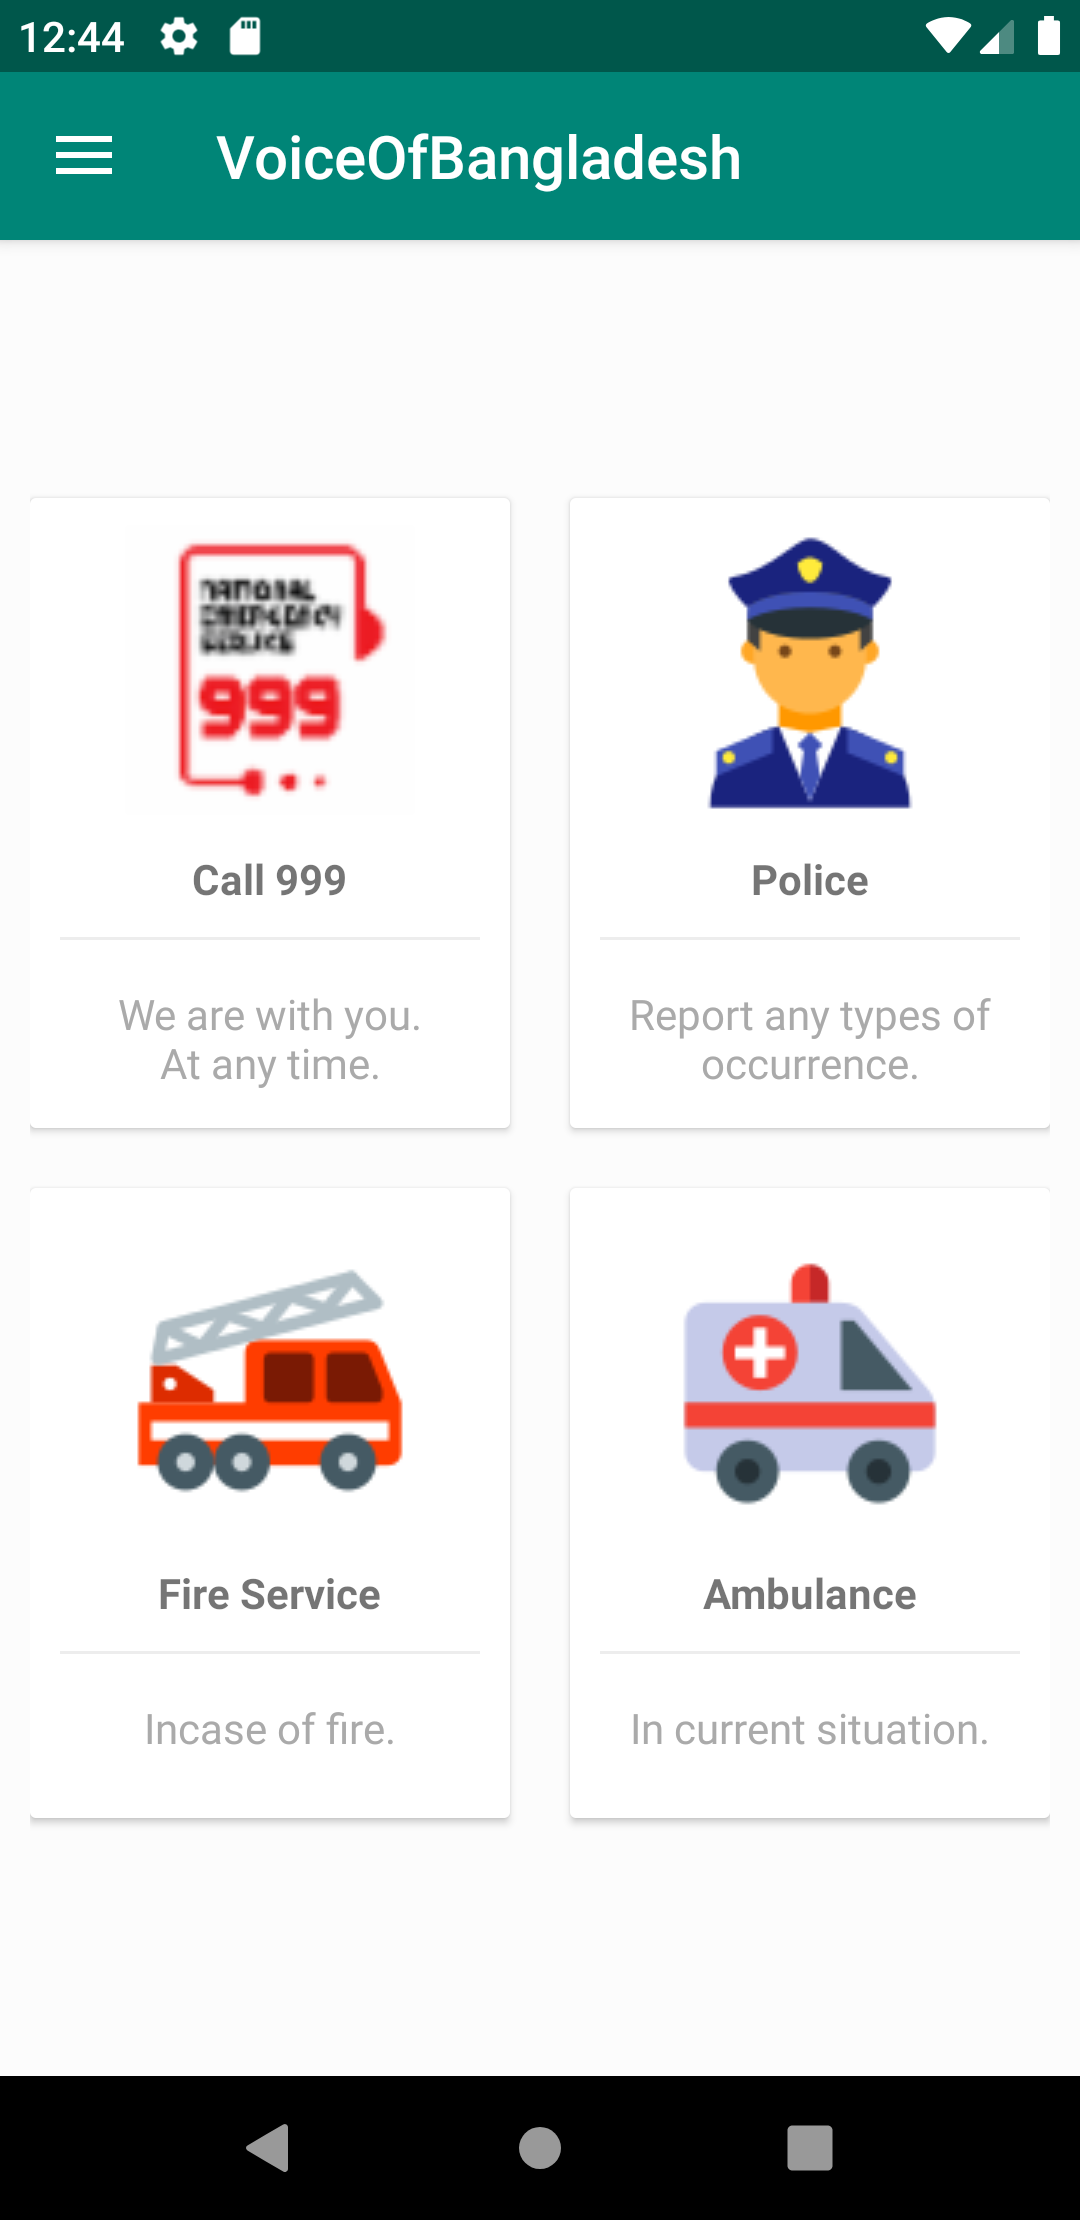 12:44
VoiceOfBangladesh
NATIONAL
EMERGENCY
SERVICE
999
Call 999
We are with you.
At any time.
Police
Report any types of
occurrence.
Fire Service
Incase of fire.
Ambulance
In current situation.